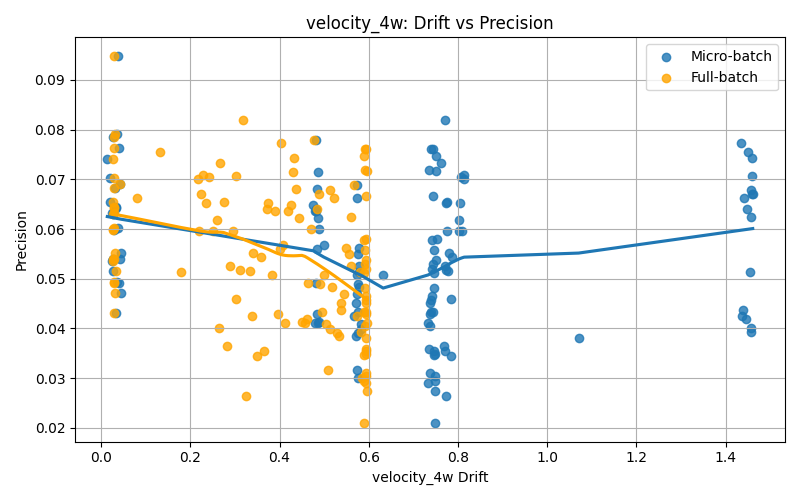 velocity_4w: Drift vs Precision
Micro-batch
Full-batch
Precision
0.09
0.08
0.07
0.06
0.05
0.04
0.03
0.02
0.0 0.2 0.4 0.6 0.8 1.0 1.2 1.4
velocity_4w Drift